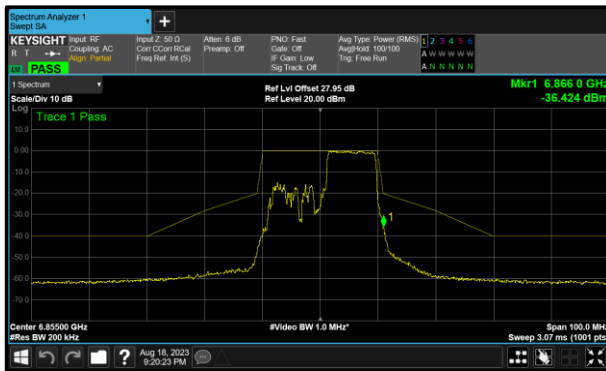 Spectrum Analyzer 1
Swept SA
KEYSIGHT
R T
PASS
Input: RF
Coupling: AC
Align: Partial
Input Z: 50 Ω
Corr CCorr RCal
Freq Ref: Int (S)
Atten: 6 dB
Preamp: Off
PNO: Fast
Gate: Off
IF Gain: Low
Sig Track: Off
Avg Type: Power (RMS)
Avg|Hold: 100/100
Trig: Free Run
1 2 3 4 5 6
A W W W W W
A N N N N N
1 Spectrum
Scale/Div 10 dB
Ref Lvl Offset 27.95 dB
Ref Level 20.00 dBm
Mkr1 6.866 0 GHz
-36.424 dBm
Log
Trace 1 Pass
10.0
0.00
-10.0
-20.0
-30.0
-40.0
-50.0
-60.0
-70.0
1
Center 6.85500 GHz
#Res BW 200 kHz
#Video BW 1.0 MHz*
Span 100.0 MHz
Sweep 3.07 ms (1001 pts)
?
Aug 18, 2023
9:20:23 PM